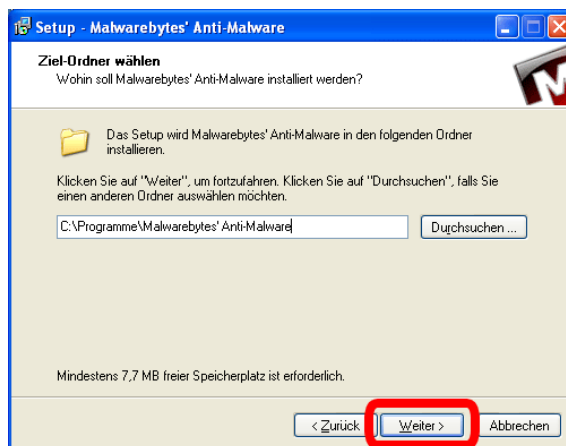 Setup - Malwarebytes' Anti-Malware
Ziel-Ordner wählen
Wohin soll Malwarebytes' Anti-Malware installiert werden?
Das Setup wird Malwarebytes' Anti-Malware in den folgenden Ordner
installieren.
Klicken Sie auf "Weiter", um fortzufahren. Klicken Sie auf "Durchsuchen", falls Sie
einen anderen Ordner auswählen möchten.
C:\Programme\Malwarebytes' Anti-Malware
Durchsuchen ...
Mindestens 7,7 MB freier Speicherplatz ist erforderlich.
< Zurück
Weiter >
Abbrechen